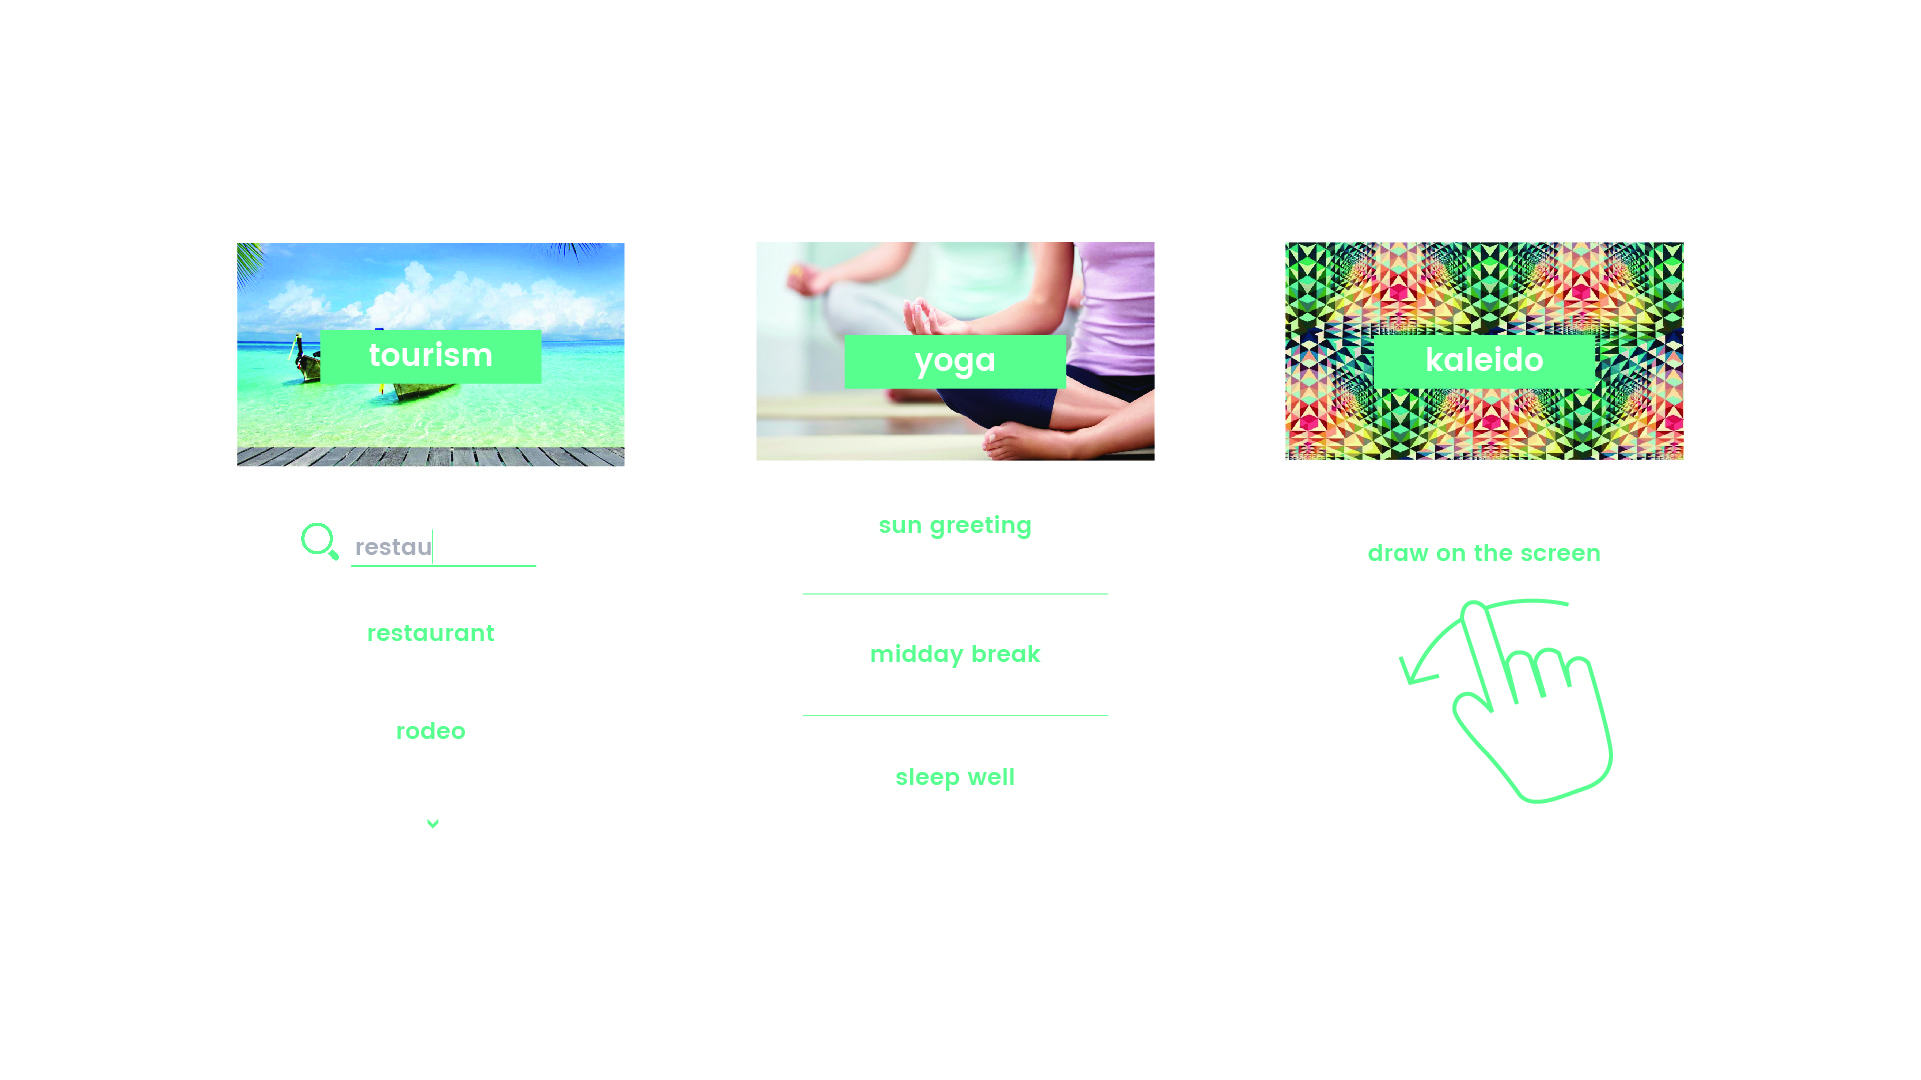 tourism
restau
restaurant
rodeo
yoga
sun greeting
midday break
sleep well
kaleido
draw on the screen